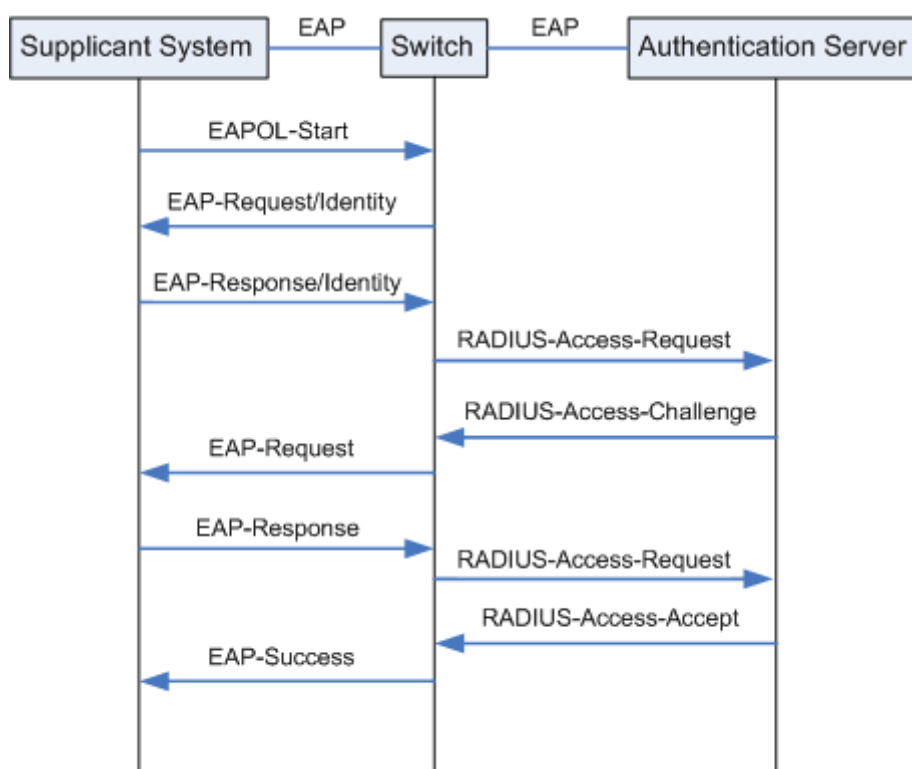 EAP
EAP
Supplicant System
Switch
Authentication Server
EAPOL-Start
EAP-Request/Identity
EAP-Response/Identity
RADIUS-Access-Request
RADIUS-Access-Challenge
EAP-Request
EAP-Response
RADIUS-Access-Request
RADIUS-Access-Accept
EAP-Success